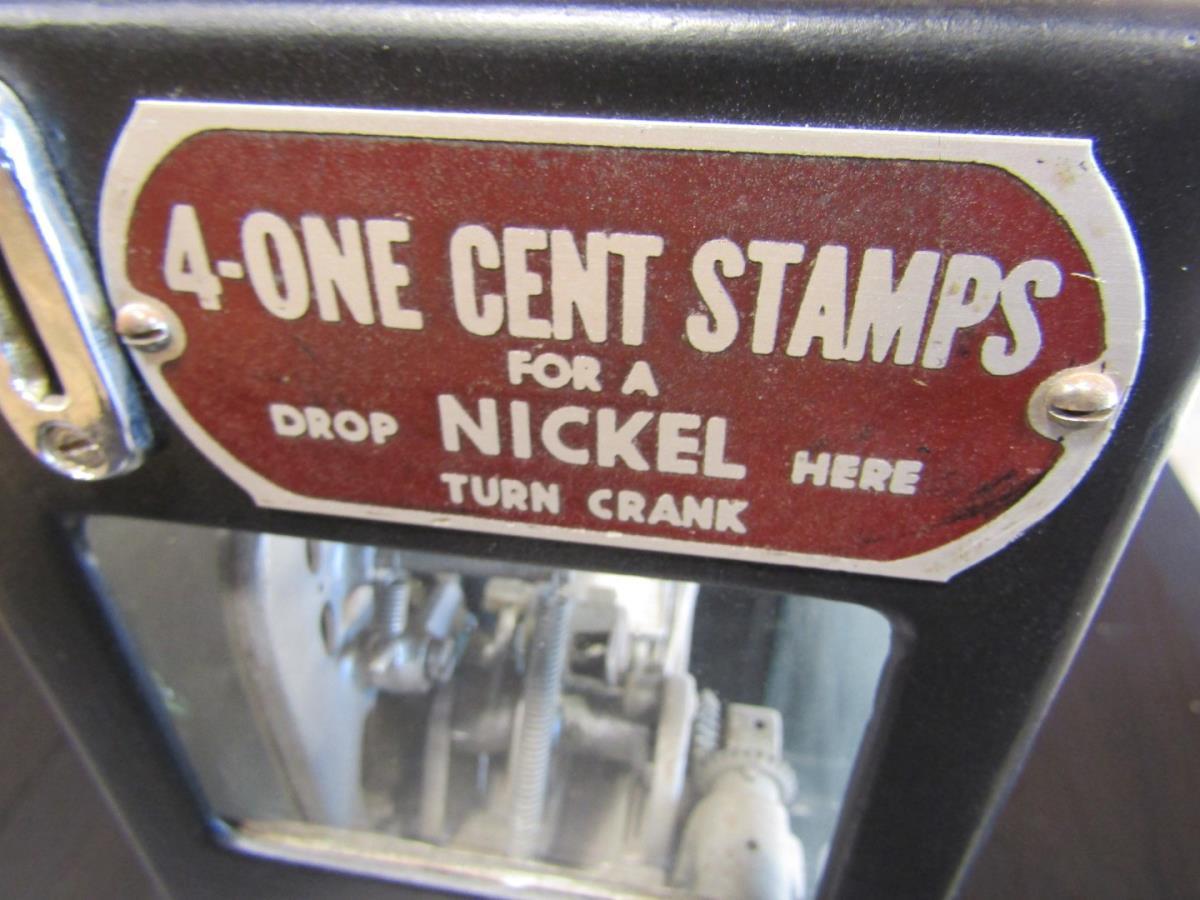 4-ONE CENT STAMPS
FOR A
DROP NICKEL HERE
TURN CRANK